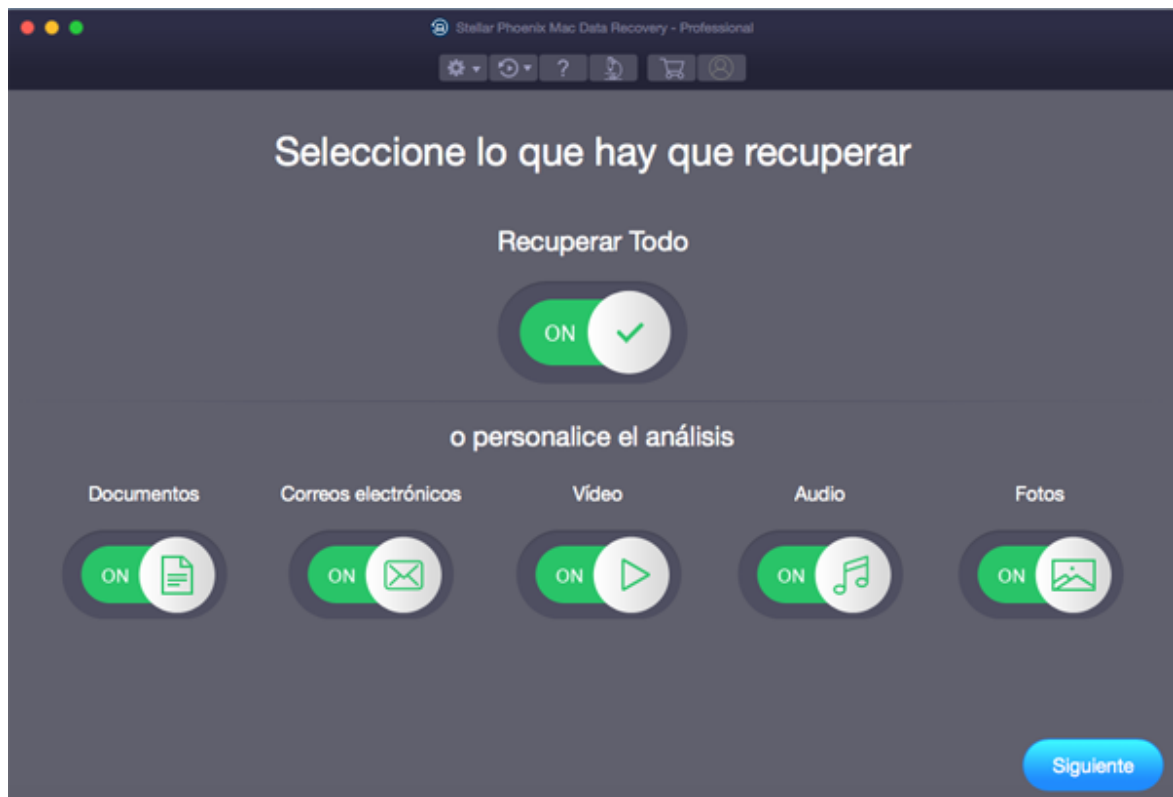 Stellar Phoenix Mac Data Recovery - Professional
?
Seleccione lo que hay que recuperar
Recuperar Todo
ON
o personalice el análisis
Documentos Correos electrónicos Vídeo Audio Fotos
ON ON ON ON ON
Siguiente